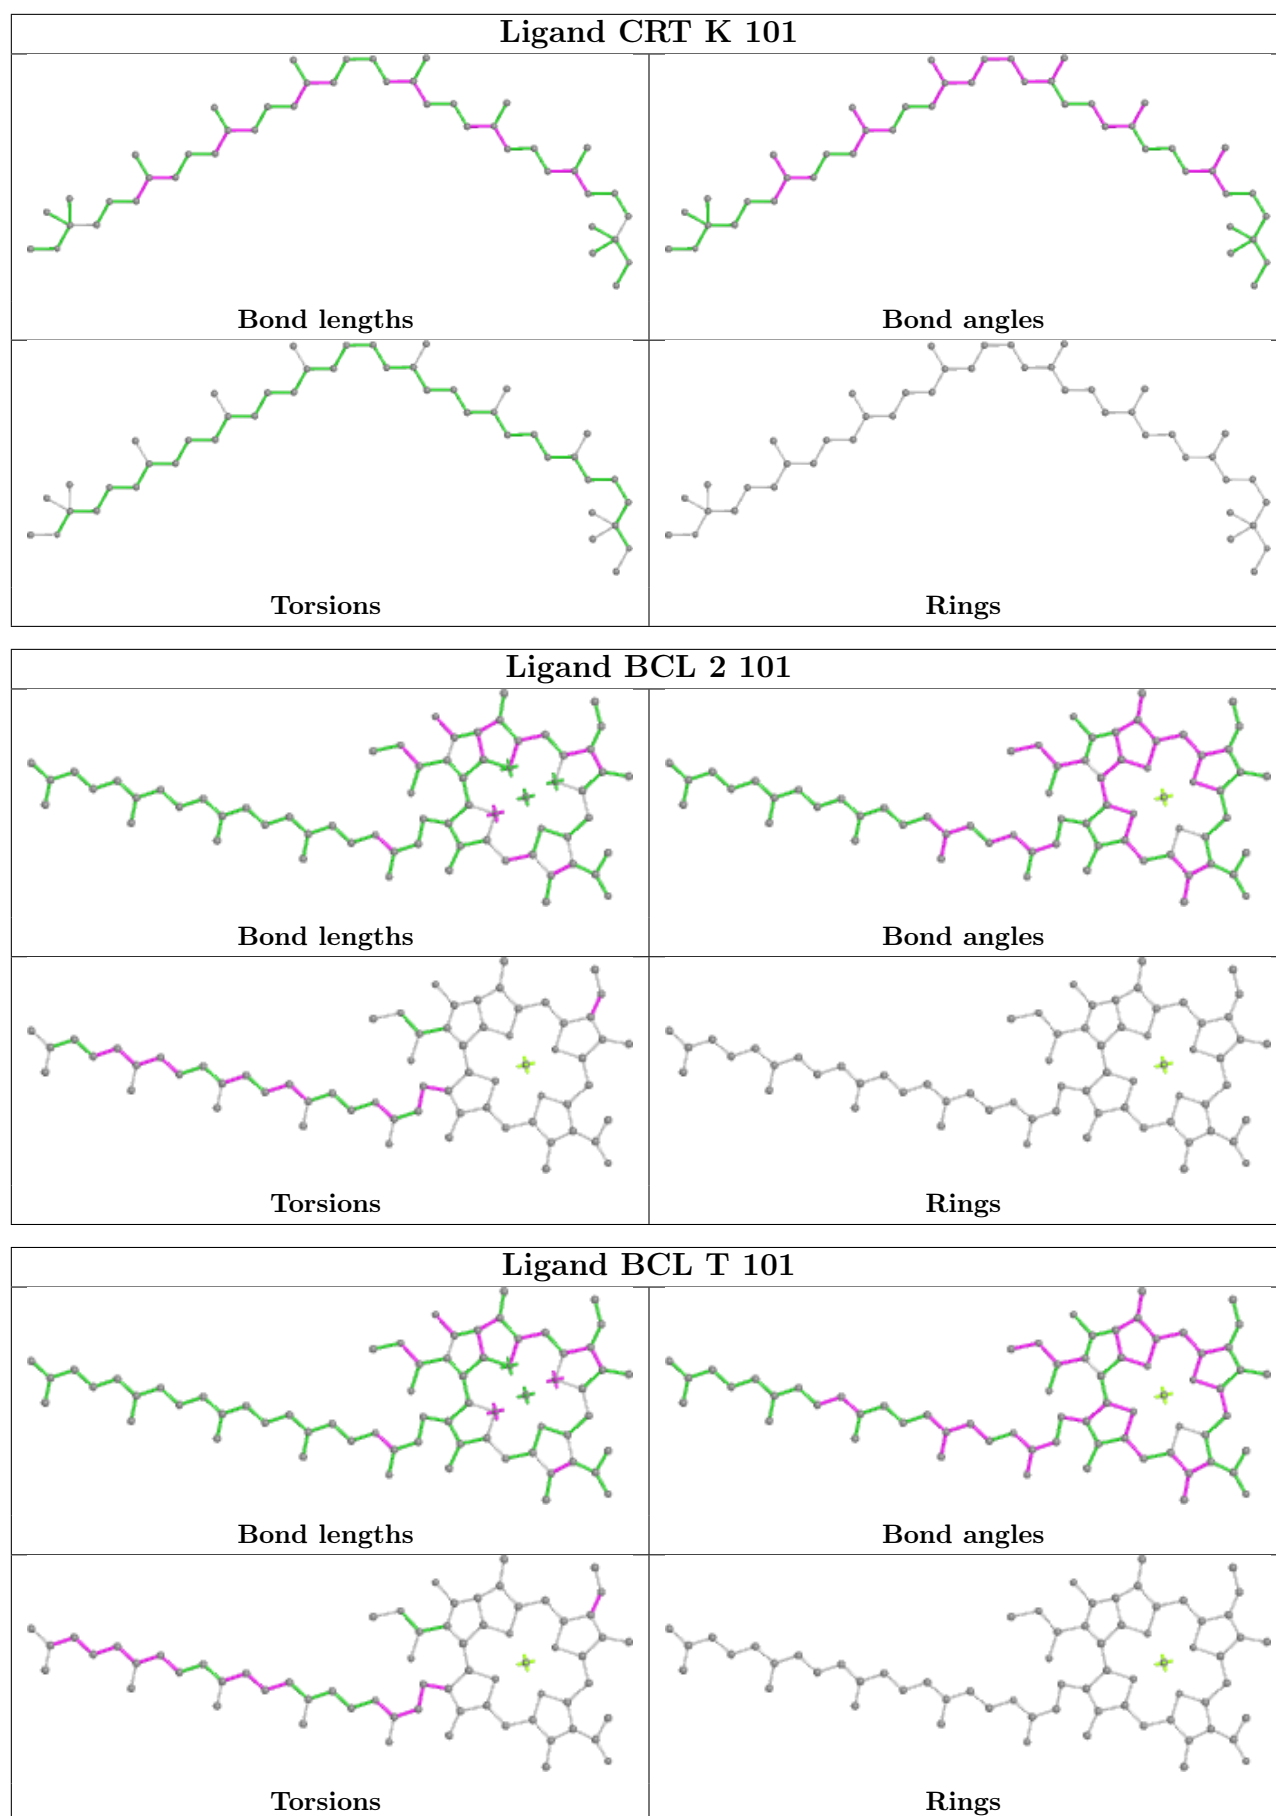 Ligand CRT K 101
Bond lengths
Bond angles
Torsions
Rings
Ligand BCL 2 101
Bond lengths
Bond angles
Torsions
Rings
Ligand BCL T 101
Bond lengths
Bond angles
Torsions
Rings